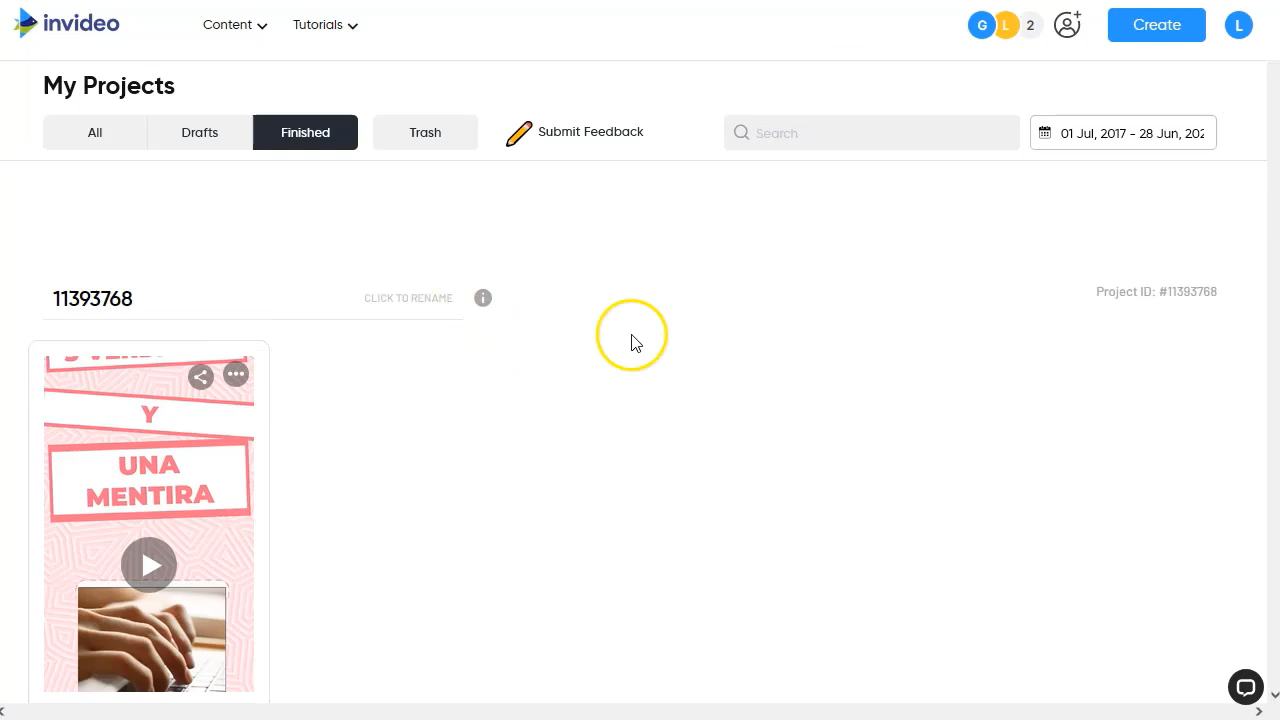 invideo
Content
Tutorials
G
L
2
Create
L
My Projects
All
Drafts
Finished
Trash
Submit Feedback
Search
01 Jul, 2017 - 28 Jun, 202
11393768
CLICK TO RENAME
Project ID: #11393768
Y
UNA
MENTIRA